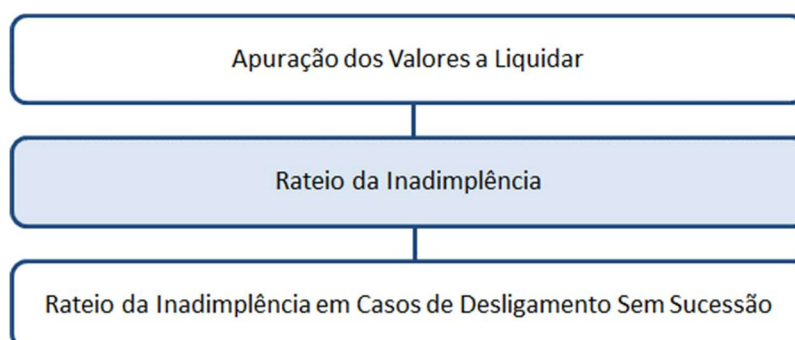 Apuração dos Valores a Liquidar
Rateio da Inadimplência
Rateio da Inadimplência em Casos de Desligamento Sem Sucessão